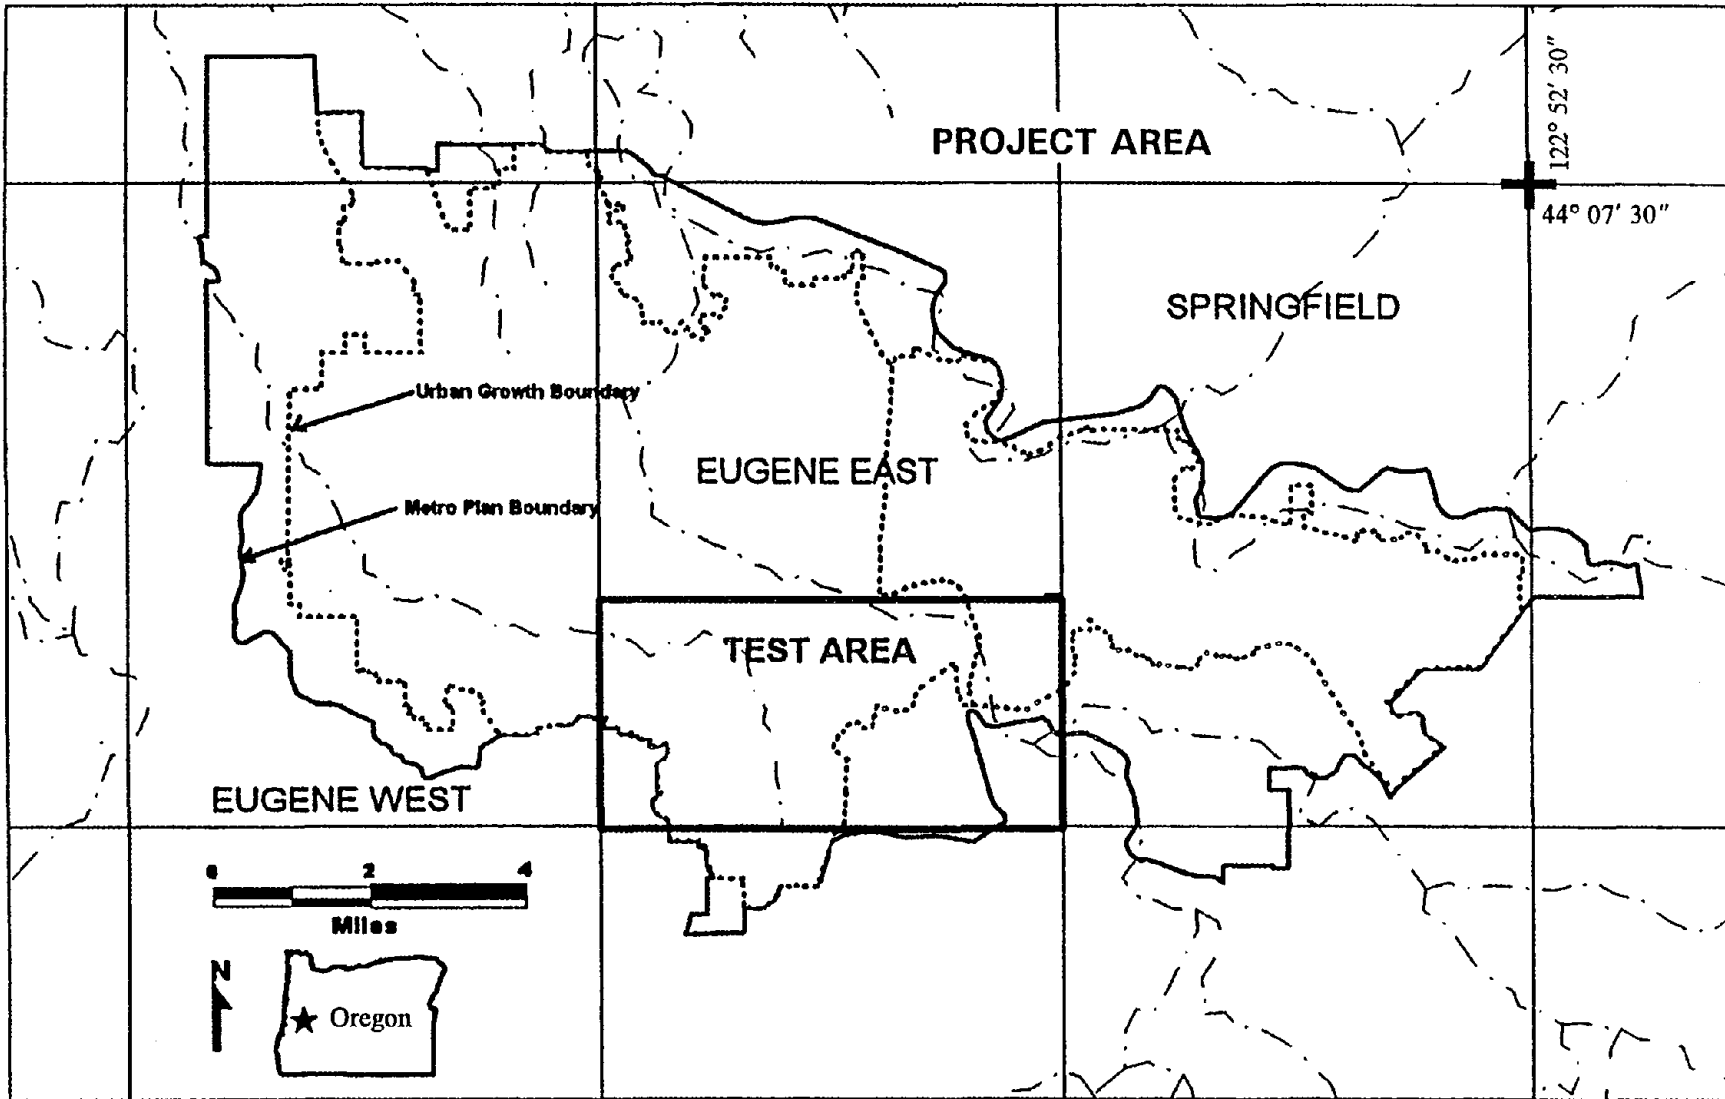 122° 52′ 30″
PROJECT AREA
44° 07′ 30″
SPRINGFIELD
Urban Growth Boundary
EUGENE EAST
Metro Plan Boundary
TEST AREA
EUGENE WEST
0 2 4
Miles
N
Oregon